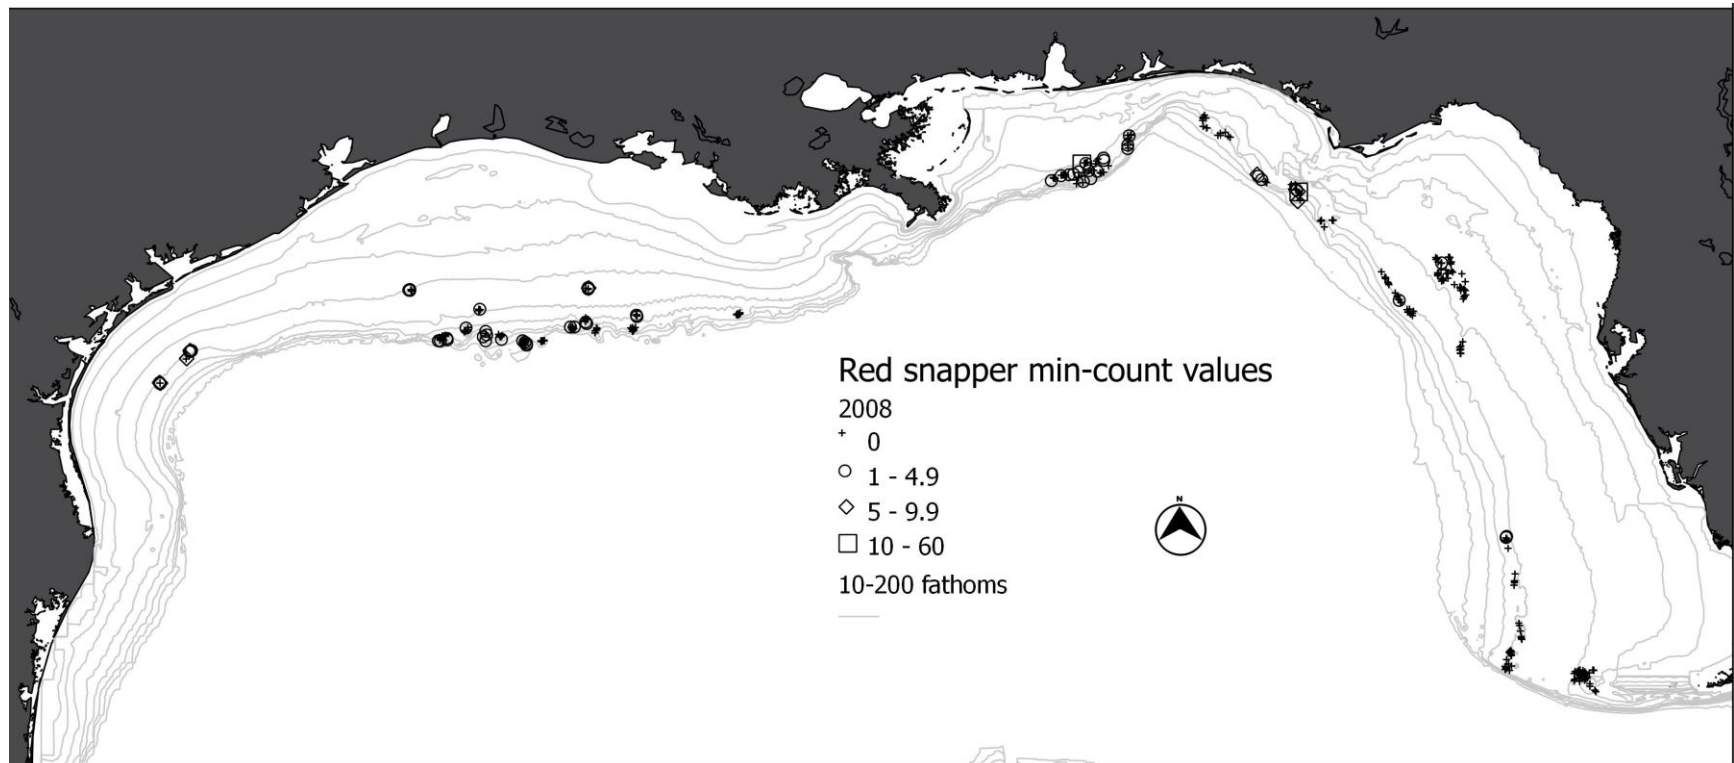 Red snapper min-count values
2008
0
1 - 4.9
5 - 9.9
10 - 60
10-200 fathoms
N